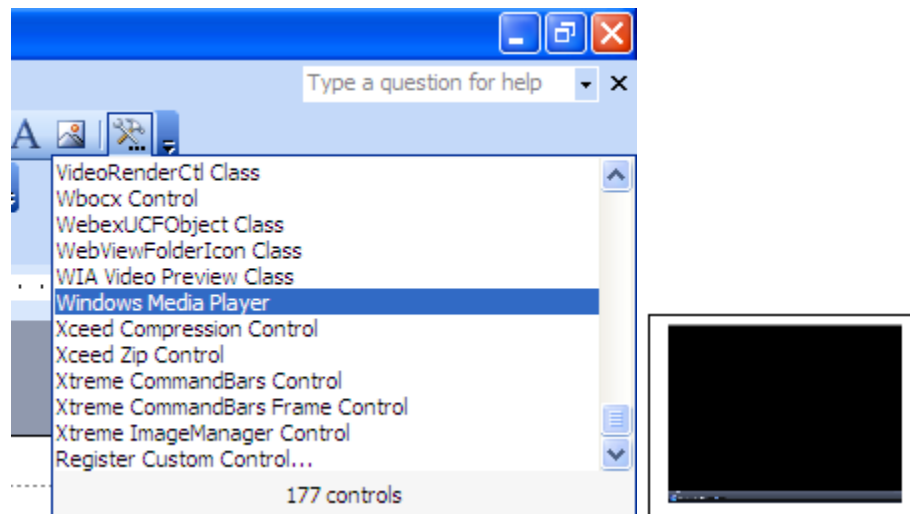 Type a question for help
A
VideoRenderCtl Class
Wbocx Control
WebexUCFObject Class
WebViewFolderIcon Class
WIA Video Preview Class
Windows Media Player
Xceed Compression Control
Xceed Zip Control
Xtreme CommandBars Control
Xtreme CommandBars Frame Control
Xtreme ImageManager Control
Register Custom Control...
177 controls